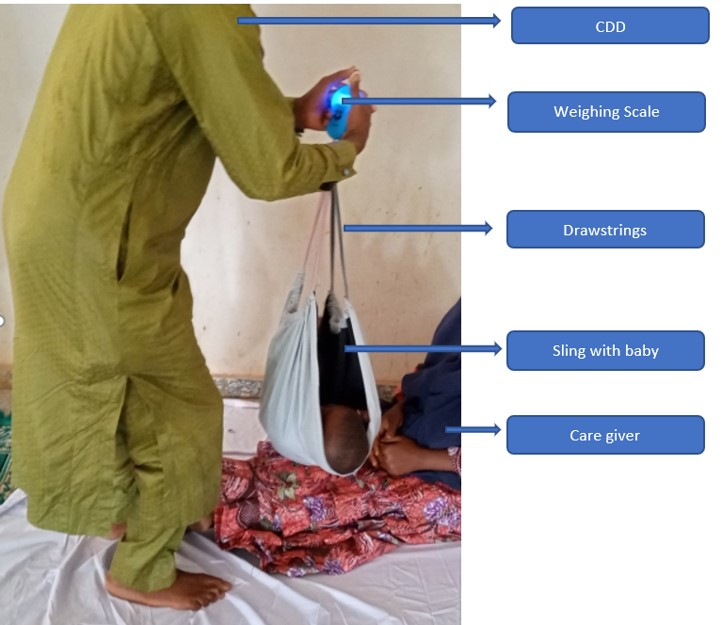 CDD
Weighing Scale
Drawstrings
Sling with baby
Care giver